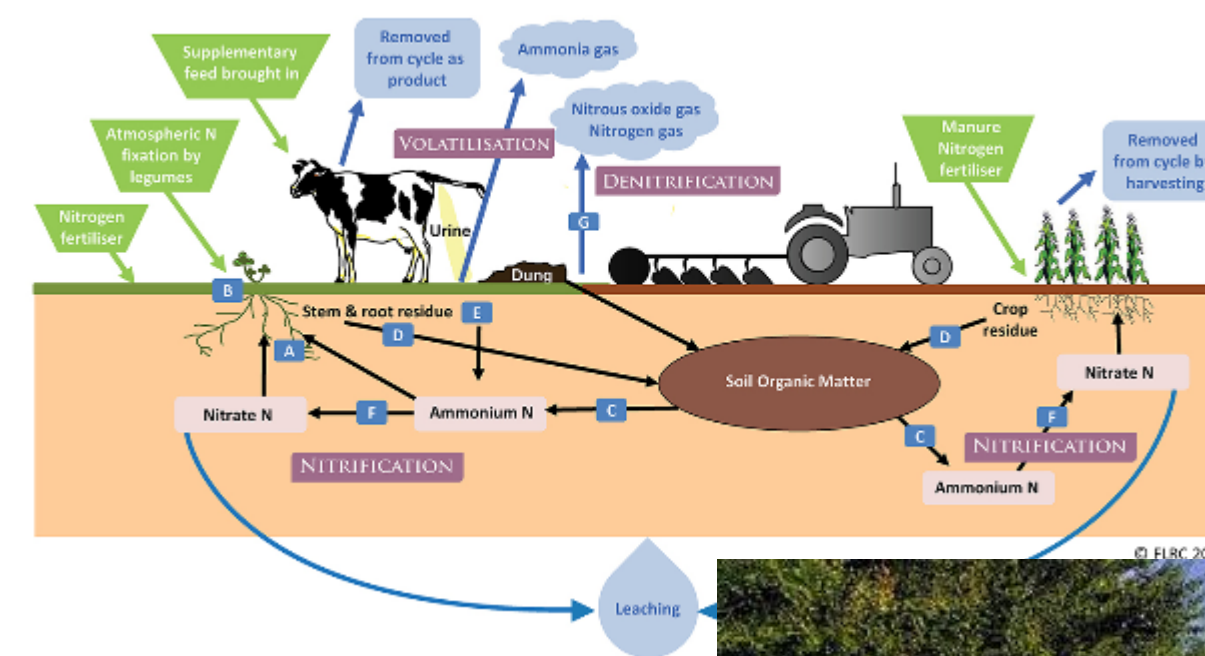 Supplementary
feed brought in
Removed
from cycle as
product
Ammonia gas
Nitrous oxide gas
Nitrogen gas
Atmospheric N
fixation by
legumes
VOLATILISATION
DENITRIFICATION
Manure
Nitrogen
fertiliser
Removed
from cycle b
harvesting
Nitrogen
fertiliser
Urine
G
Dung
B
Stem & root residue
E
D
A
Crop
residue
D
Soil Organic Matter
Nitrate N
F
Ammonium N
C
Nitrate N
F
C
NITRIFICATION
NITRIFICATION
Ammonium N
© FLRC 20
Leaching